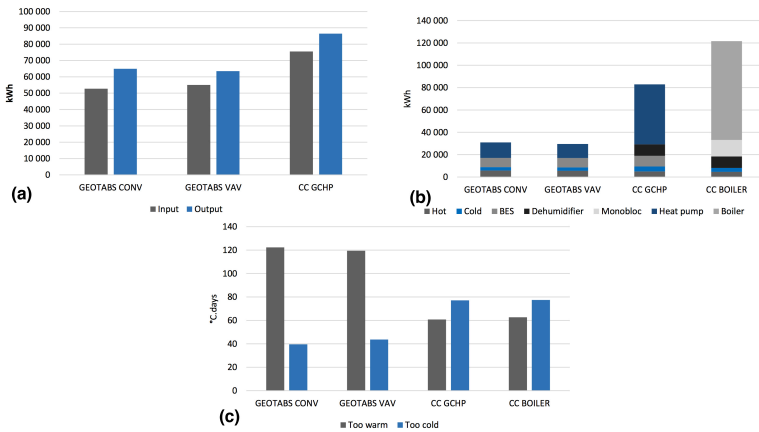 100 000
90 000
80 000
70 000
60 000
50 000
40 000
30 000
20 000
10 000
0
kWh
GEOTABS CONV GEOTABS VAV CC GCHP
(a)
Input Output
140 000
120 000
100 000
80 000
60 000
40 000
20 000
0
kWh
GEOTABS CONV GEOTABS VAV CC GCHP CC BOILER
(b)
Hot Cold BES Dehumidifier Monobloc Heat pump Boiler
140
120
100
80
60
40
20
0
°C.days
GEOTABS CONV GEOTABS VAV CC GCHP CC BOILER
(c)
Too warm Too cold